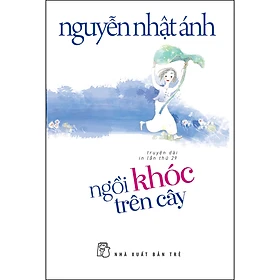 nguyễn nhật ánh
truyện dài
in lần thứ 29
ngồi khóc
trên cây
NHÀ XUẤT BẢN TRẺ